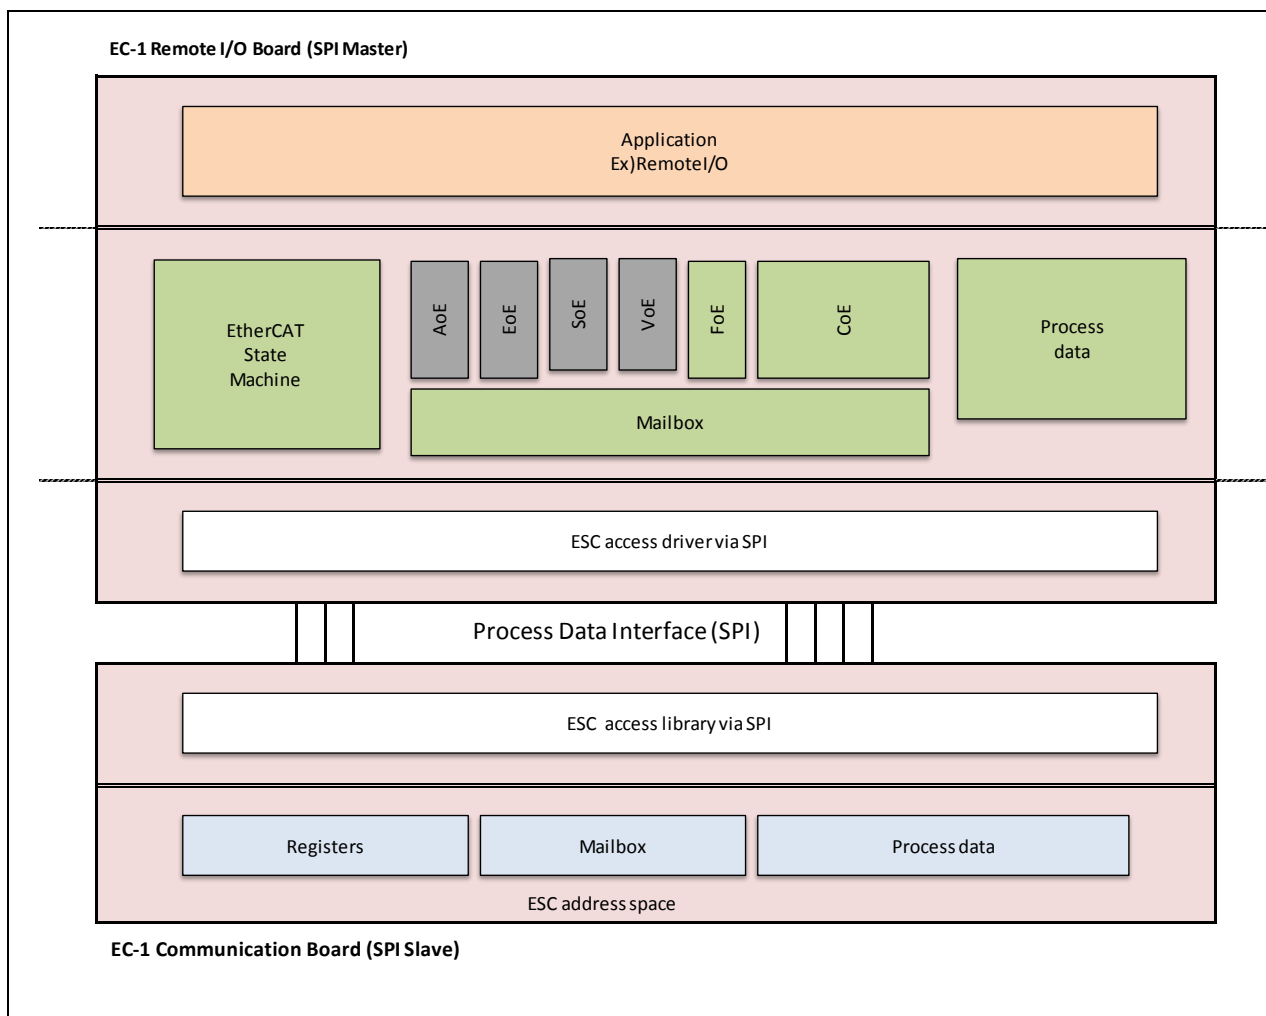 EC-1 Remote I/O Board (SPI Master)
Application
Ex)RemoteI/O
EtherCAT
State
Machine
AoE
EoE
SoE
VoE
FoE
CoE
Process
data
Mailbox
ESC access driver via SPI
Process Data Interface (SPI)
ESC access library via SPI
Registers
Mailbox
Process data
ESC address space
EC-1 Communication Board (SPI Slave)